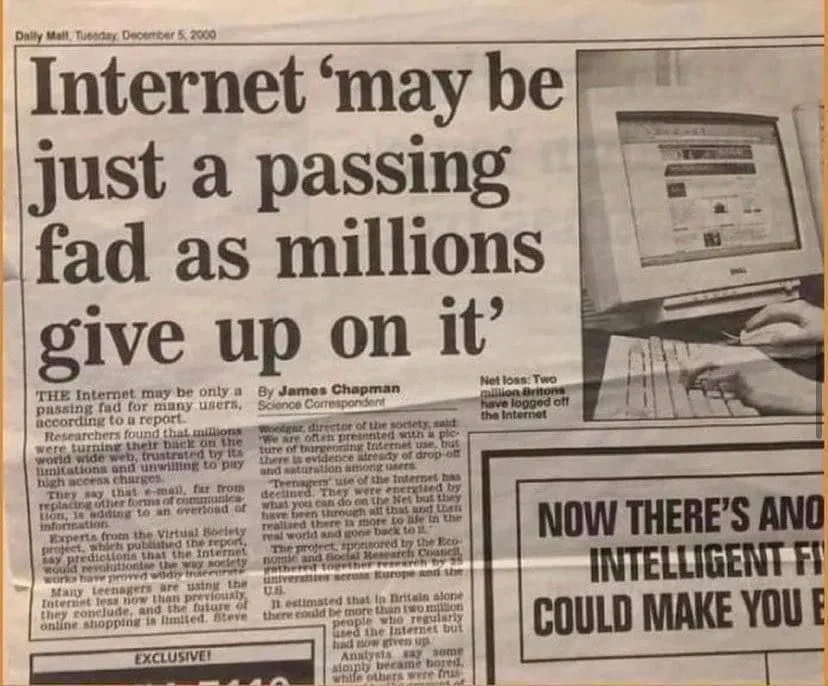 Daily Mail, Tuesday, December 5, 2000
Internet 'may be
just a passing
fad as millions
give up on it'
THE Internet may be only a
passing fad for many users,
according to a report.
Researchers found that millions
were turning their back on the
world wide web, frustrated by its
limitations and unwilling to pay
high access charges.
They say that e-mail, far from
replacing other forms of communica-
tion, is adding to an overload of
information.
Experts from the Virtual Society
project, which published the report,
say predictions that the Internet
would revolutionise the way society
works have proved wildly inaccurate.
Many teenagers are using the
Internet less now than previously,
they conclude, and the future of
online shopping is limited. Steve
By James Chapman
Science Correspondent
Woolgar, director of the society, said:
'We are often presented with a pic-
ture of burgeoning Internet use, but
there is evidence already of drop-off
and saturation among users.
'Teenagers' use of the Internet has
declined. They were energised by
what you can do on the Net but they
have been through all that and then
realised there is more to life in the
real world and gone back to it.'
The project, sponsored by the Eco-
nomic and Social Research Council,
gathered together research by 25
universities across Europe and the
U.S.
It estimated that in Britain alone
there could be more than two million
people who regularly
used the Internet but
had now given up.
Analysts say some
simply became bored,
while others were frus-
Net loss: Two
million Britons
have logged off
the Internet
DELL
NOW THERE'S ANO
INTELLIGENT FI
COULD MAKE YOU
EXCLUSIVE!